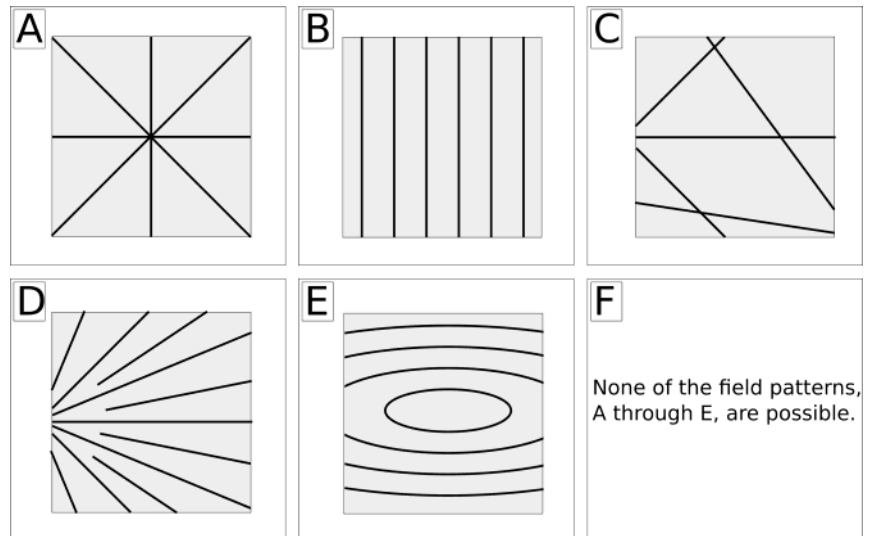 A
B
C
D
E
F
None of the field patterns,
A through E, are possible.